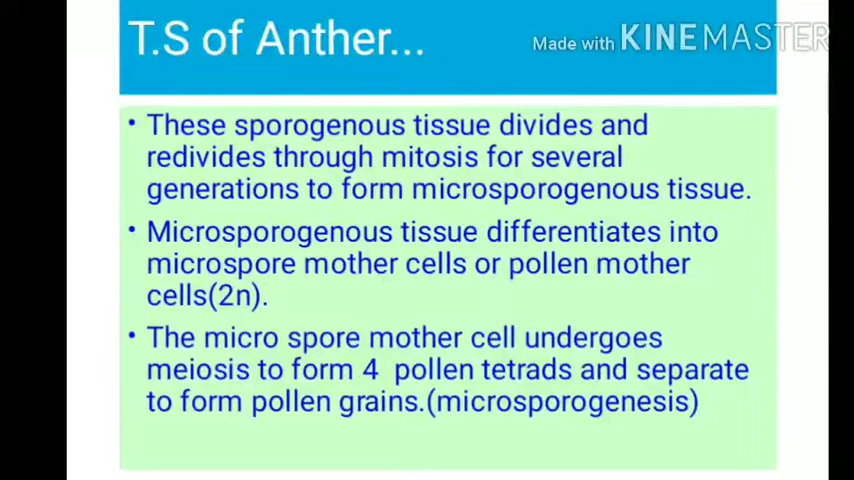 T.S of Anther...
Made with KINEMASTER
• These sporogenous tissue divides and
redivides through mitosis for several
generations to form microsporogenous tissue.
• Microsporogenous tissue differentiates into
microspore mother cells or pollen mother
cells(2n).
• The micro spore mother cell undergoes
meiosis to form 4 pollen tetrads and separate
to form pollen grains.(microsporogenesis)